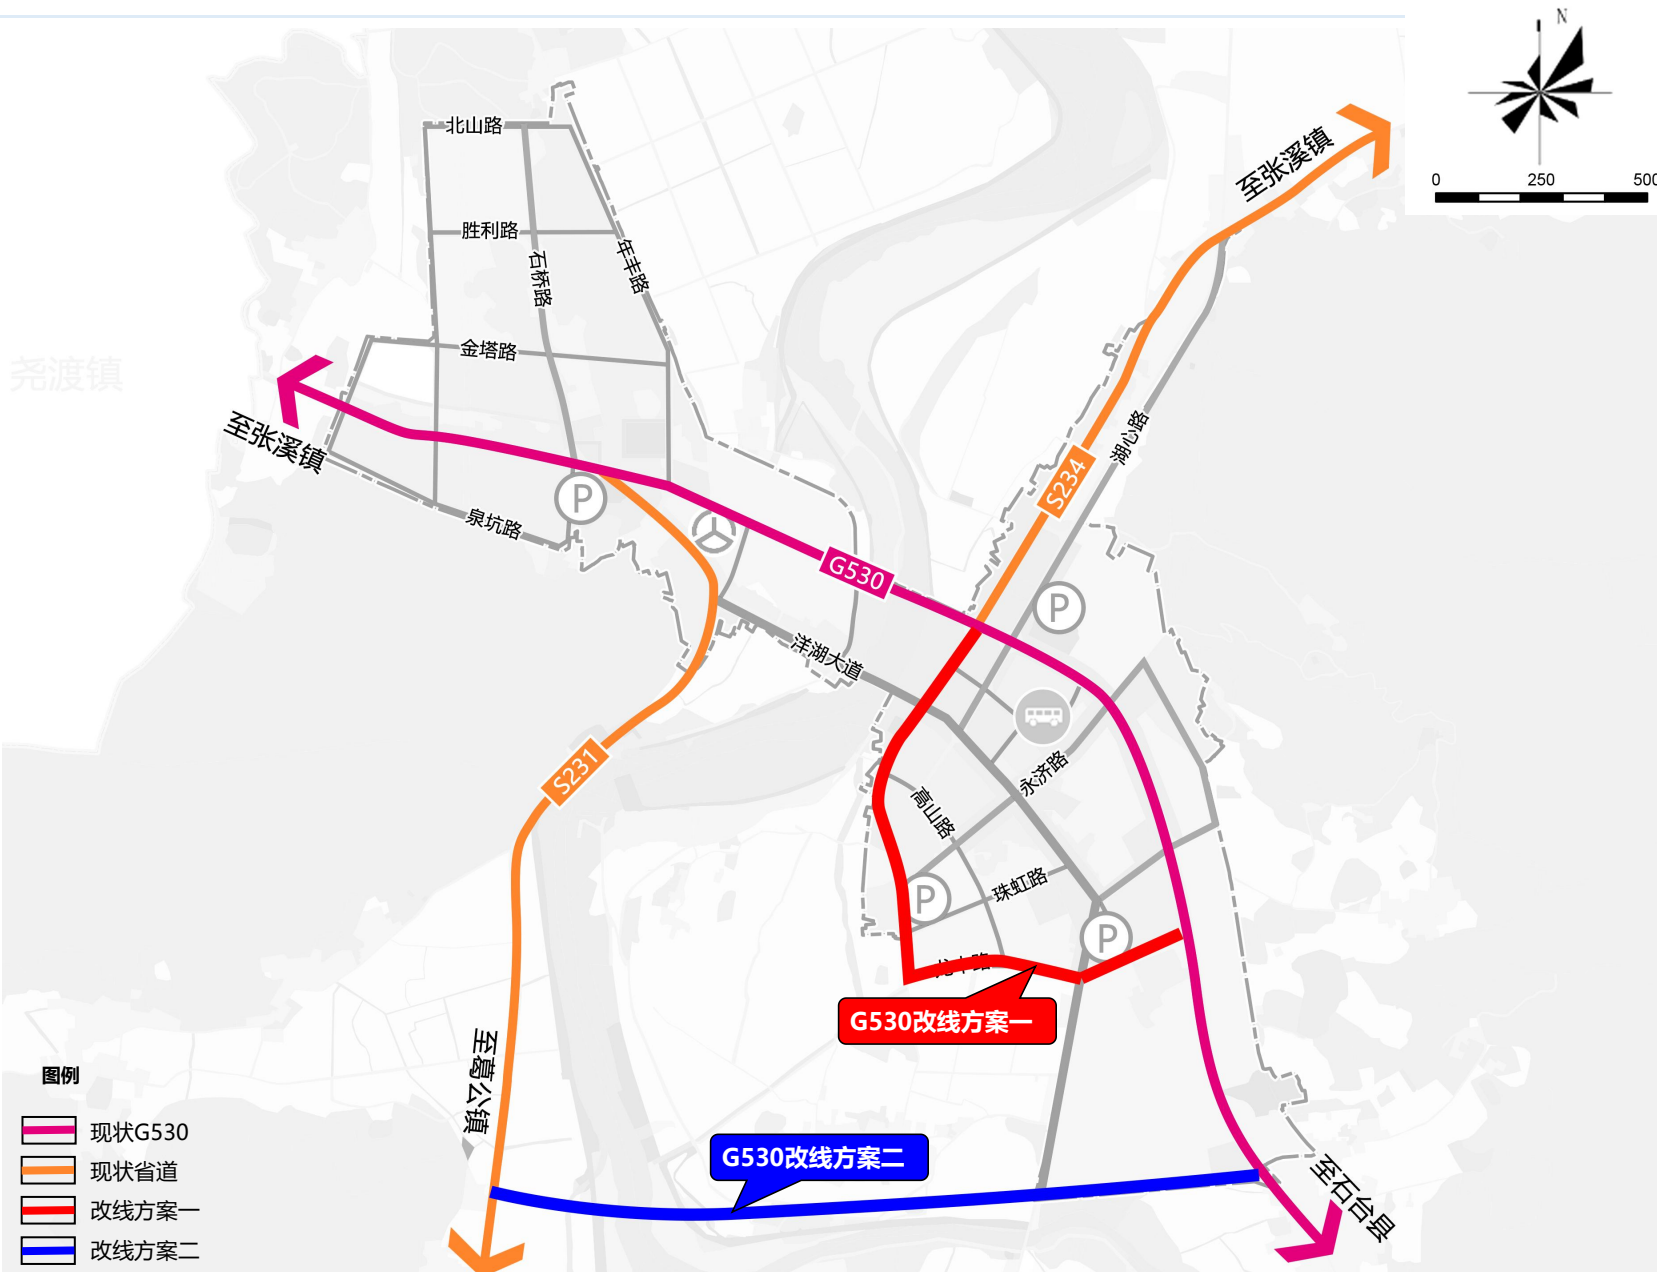 N
0 250 500
至张溪镇
北山路
胜利路
石桥路
年丰路
金塔路
尧渡镇
至张溪镇
泉坑路
湖心路
S234
P
G530
P
洋湖大道
S231
永济路
高山路
珠虹路
P
P
G530改线方案一
至葛公镇
图例
现状G530
现状省道
改线方案一
改线方案二
G530改线方案二
至石台县